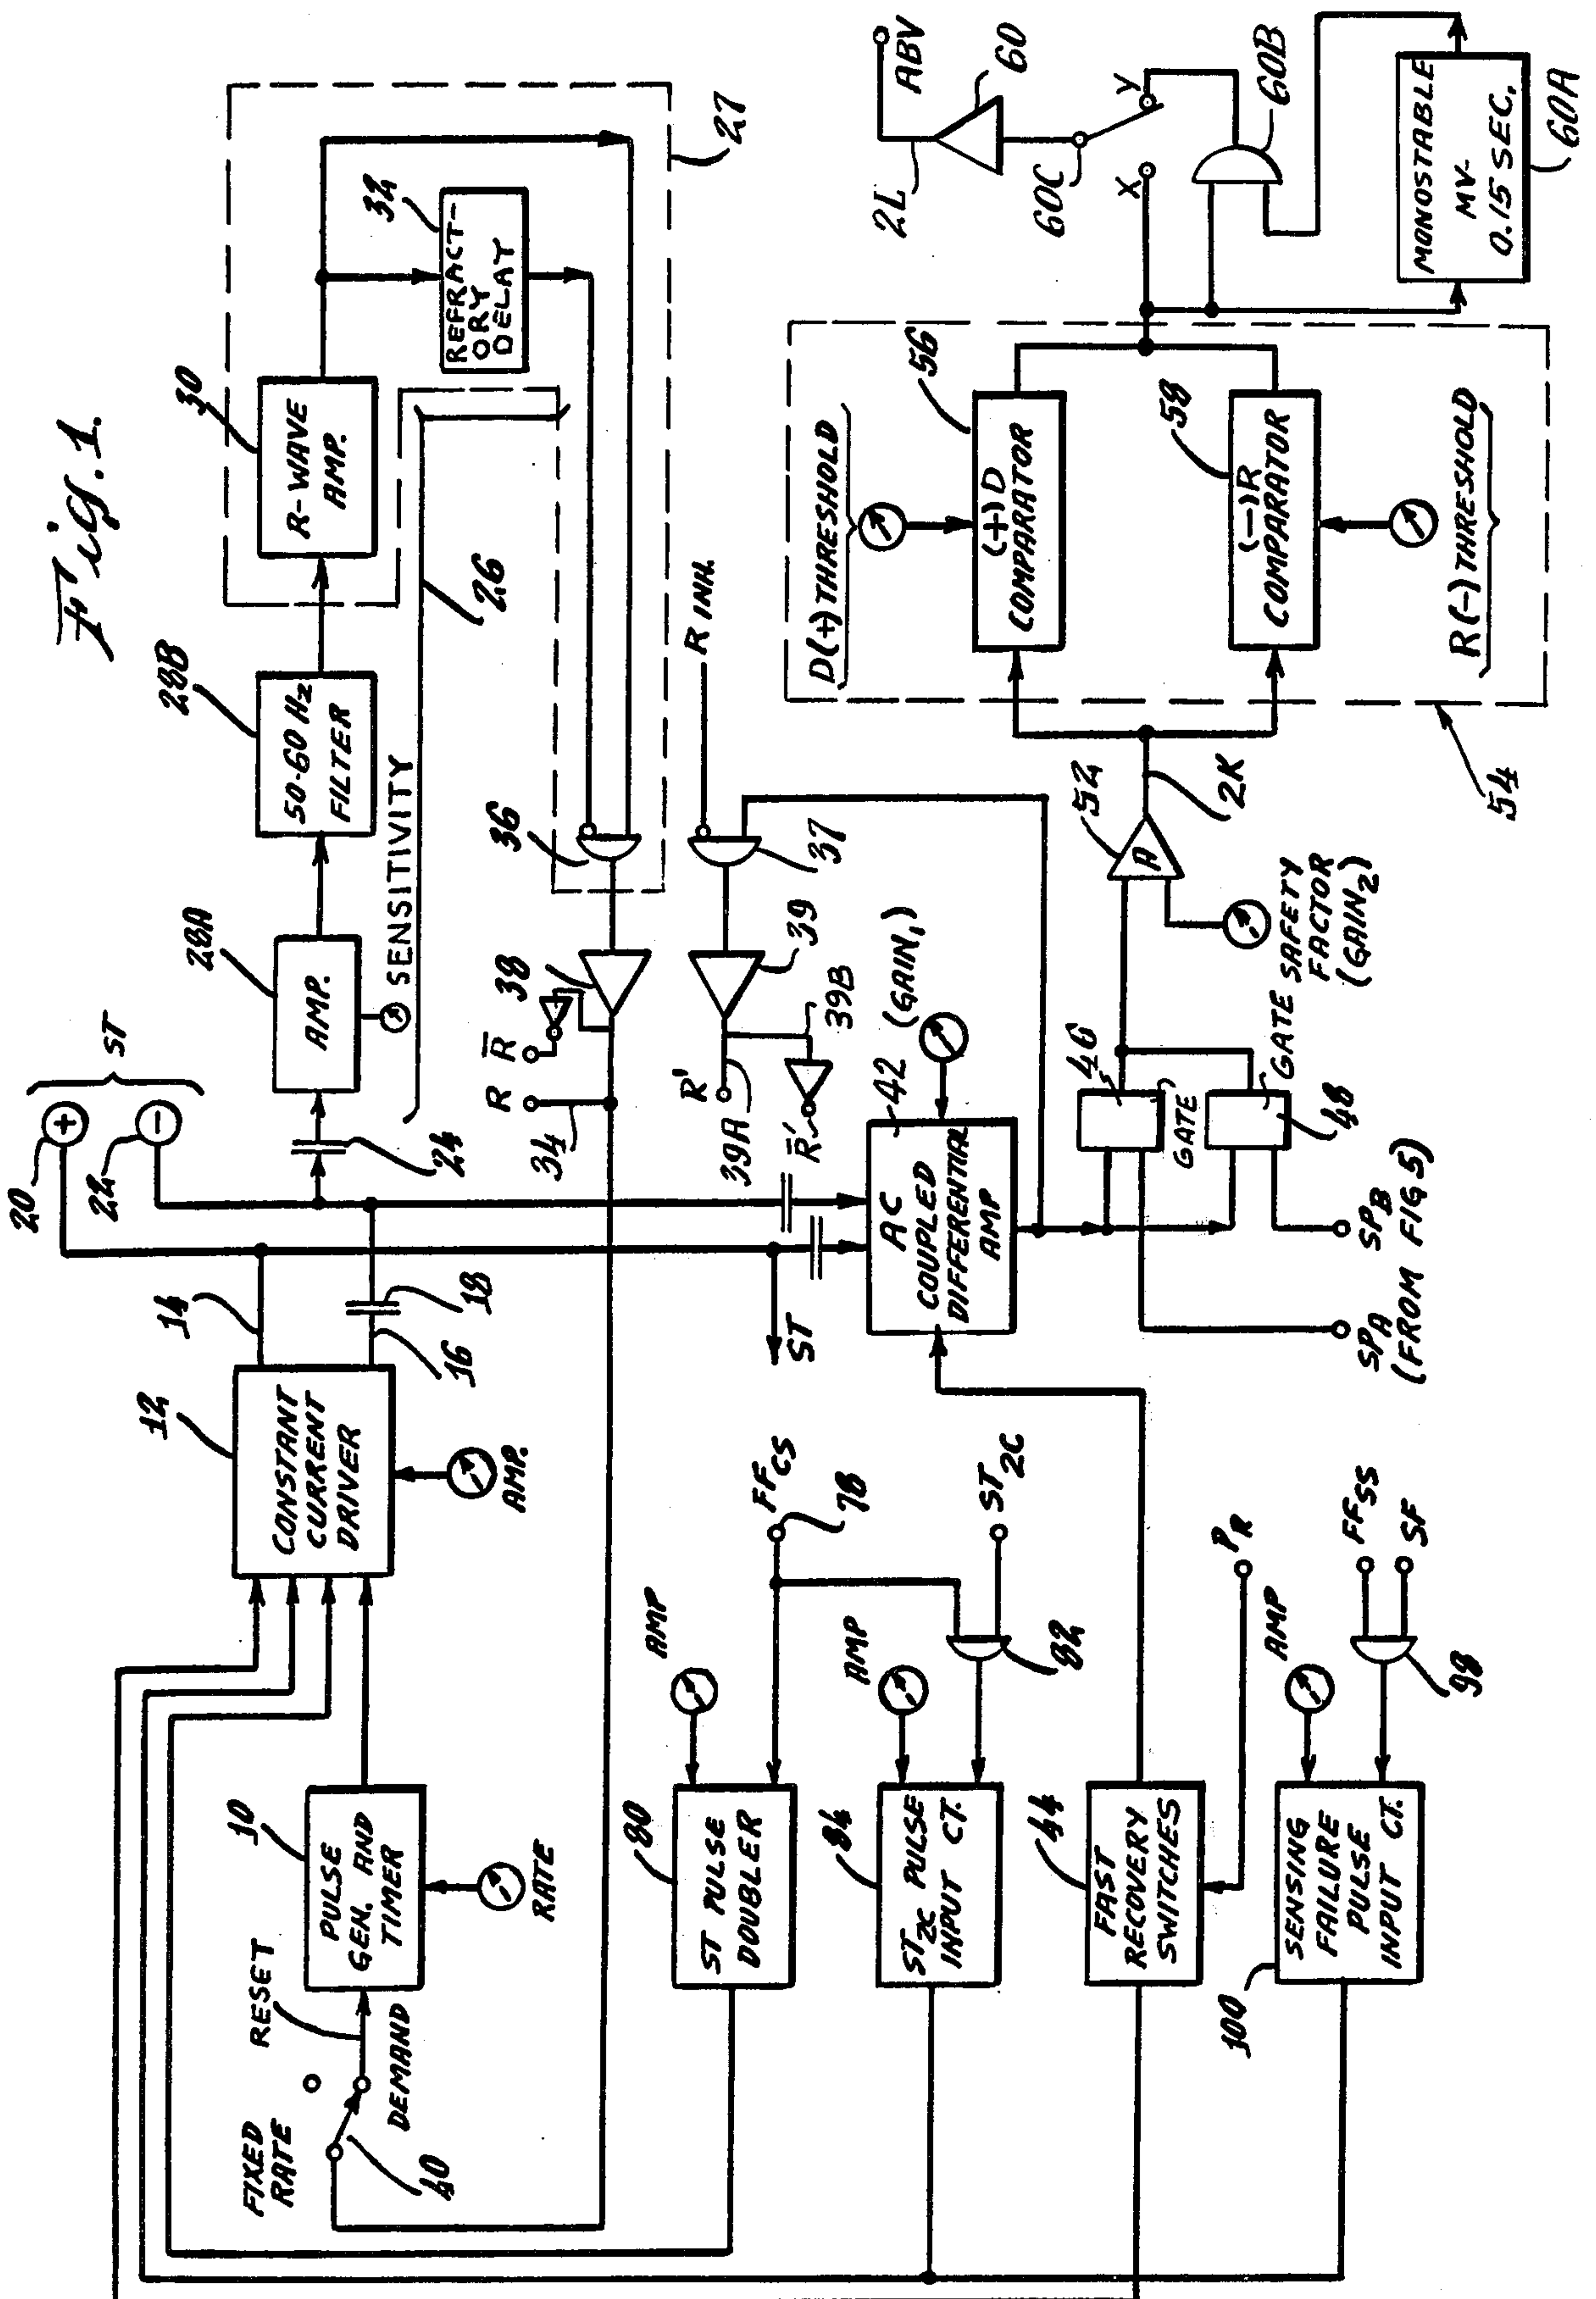 Fig. 1.
20
22
+
−
ST
24
28A
AMP.
SENSITIVITY
28B
50-60 Hz
FILTER
30
R-WAVE
AMP.
32
REFRACT-
ORY
DELAY
27
26
36
38
R
R̅
34
R INH.
37
39
R'
39A
39B
R̅'
12
CONSTANT
CURRENT
DRIVER
14
16
18
AMP.
10
PULSE
GEN. AND
TIMER
RATE
RESET
FIXED
RATE
DEMAND
40
ST
42
(GAIN₁)
AC
COUPLED
DIFFERENTIAL
AMP
46
GATE
GATE
48
SPA
SPB
(FROM FIG 5)
52
A
2K
SAFETY
FACTOR
(GAIN₂)
54
D(+) THRESHOLD
56
(+) D
COMPARATOR
58
(−) R
COMPARATOR
R(−) THRESHOLD
2L
ABV
60
60C
X
Y
60B
MONOSTABLE
MV-
0.15 SEC.
60A
80
ST PULSE
DOUBLER
AMP
FFCS
78
84
ST2C PULSE
INPUT CT.
AMP
ST2C
82
44
FAST
RECOVERY
SWITCHES
PR
100
SENSING
FAILURE
PULSE
INPUT CT.
AMP
FFSS
SF
98